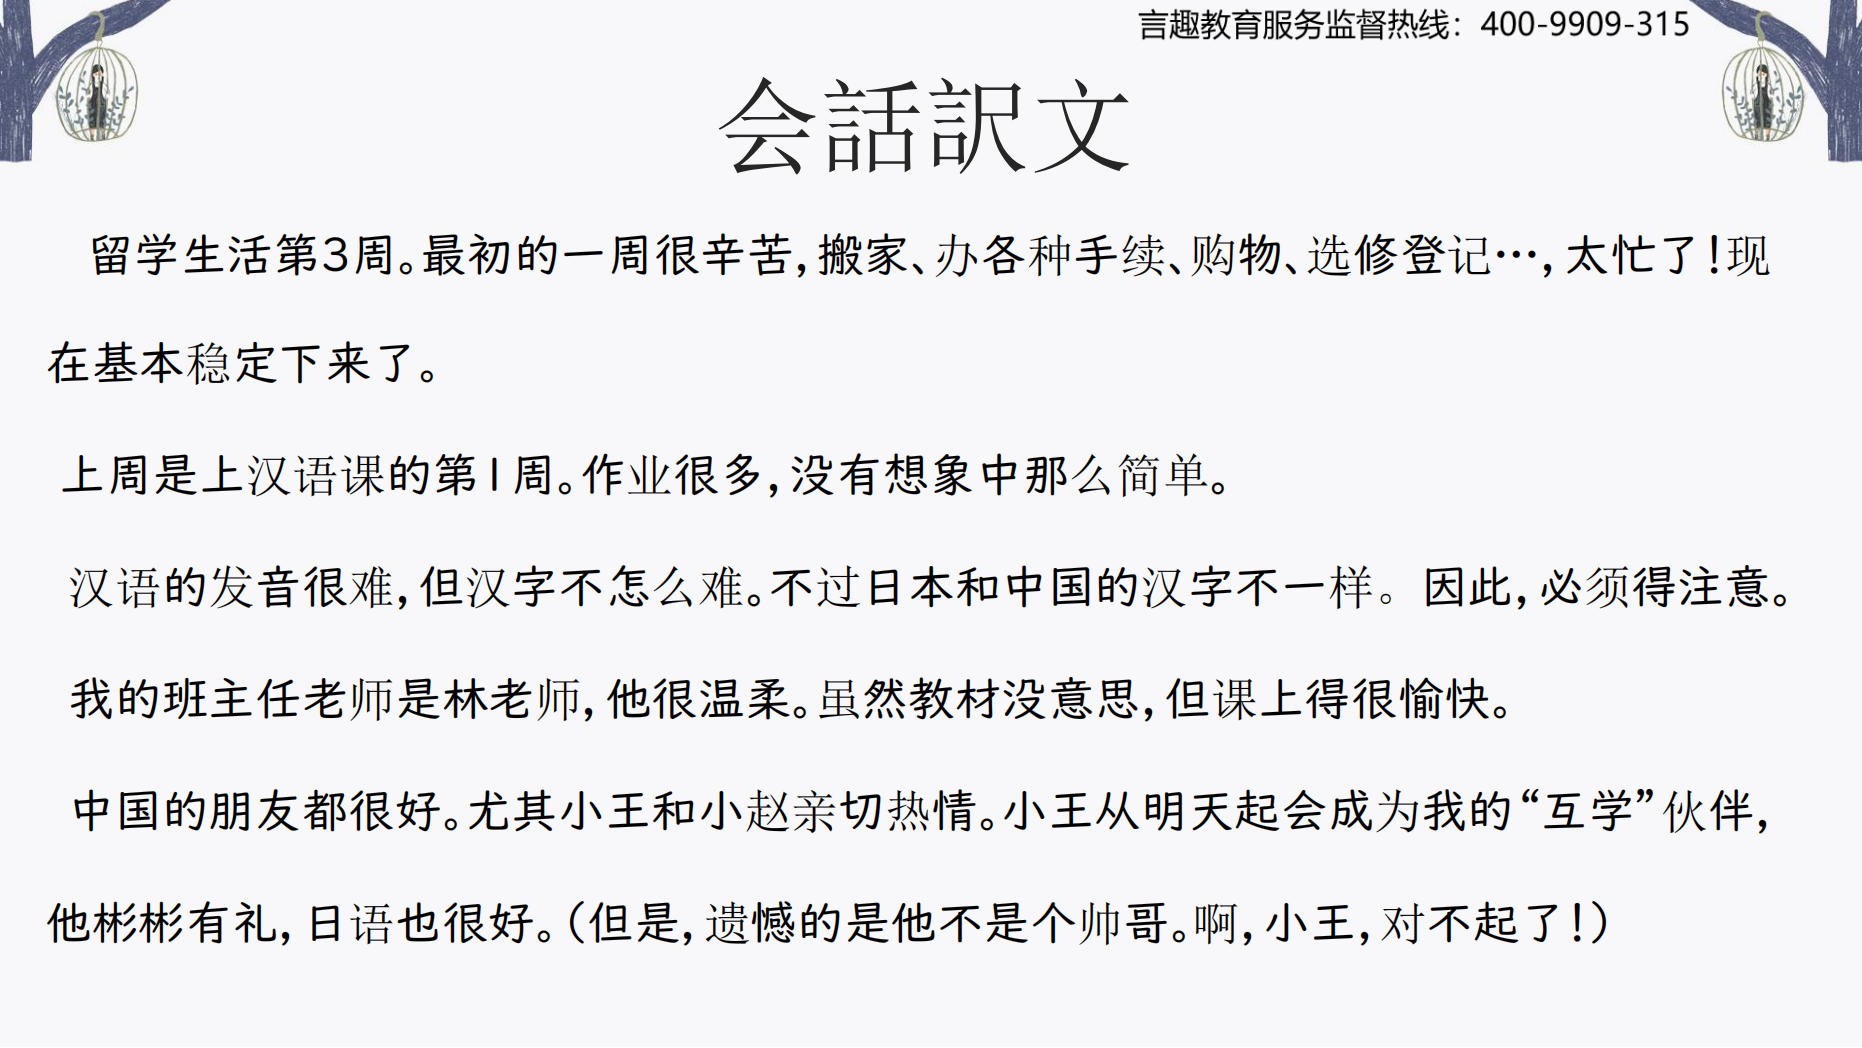 言趣教育服务监督热线：400-9909-315
会話訳文
留学生活第3周。最初的一周很辛苦，搬家、办各种手续、购物、选修登记…，太忙了！现
在基本稳定下来了。
上周是上汉语课的第1周。作业很多，没有想象中那么简单。
汉语的发音很难，但汉字不怎么难。不过日本和中国的汉字不一样。因此，必须得注意。
我的班主任老师是林老师，他很温柔。虽然教材没意思，但课上得很愉快。
中国的朋友都很好。尤其小王和小赵亲切热情。小王从明天起会成为我的“互学”伙伴，
他彬彬有礼，日语也很好。（但是，遗憾的是他不是个帅哥。啊，小王，对不起了！）